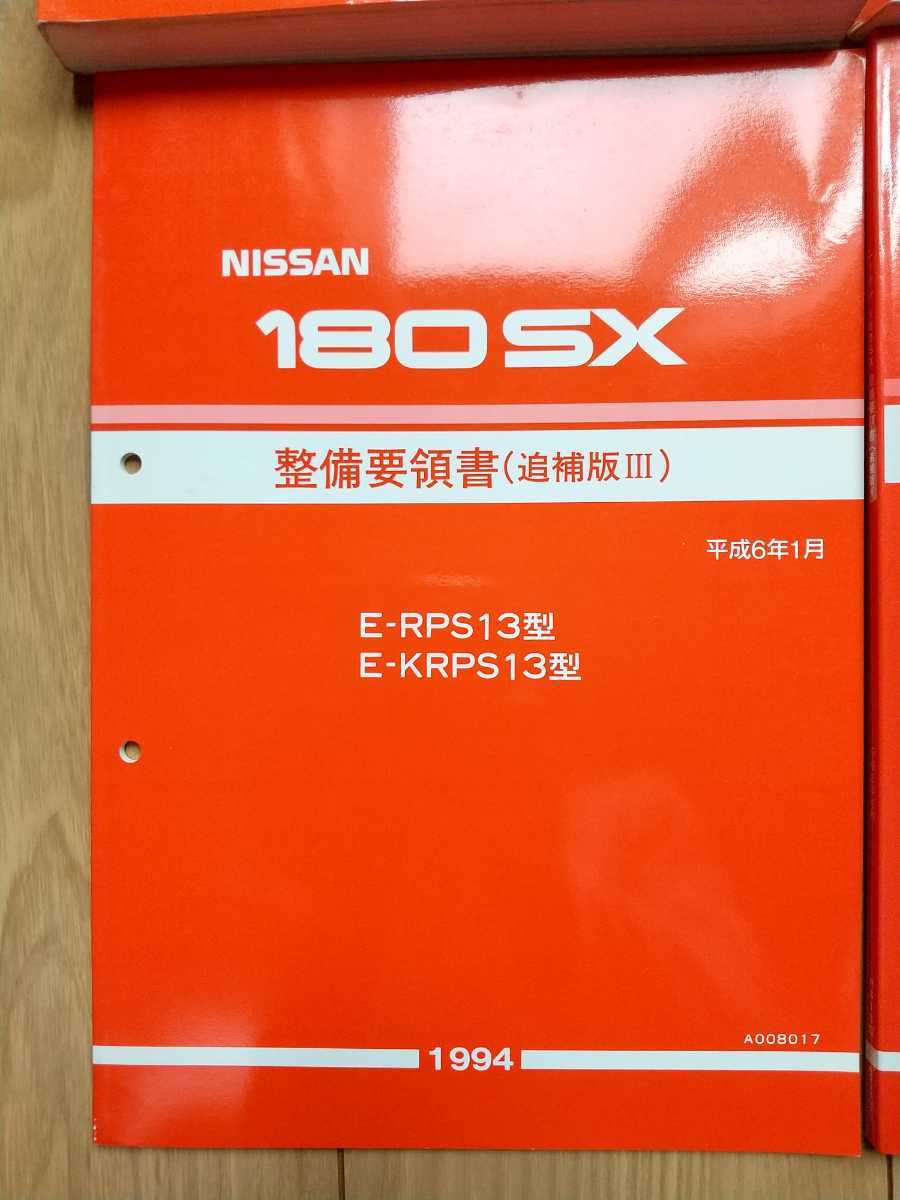 NISSAN
180SX
整備要領書(追補版III)
平成6年1月
E-RPS13型
E-KRPS13型
A008017
1994